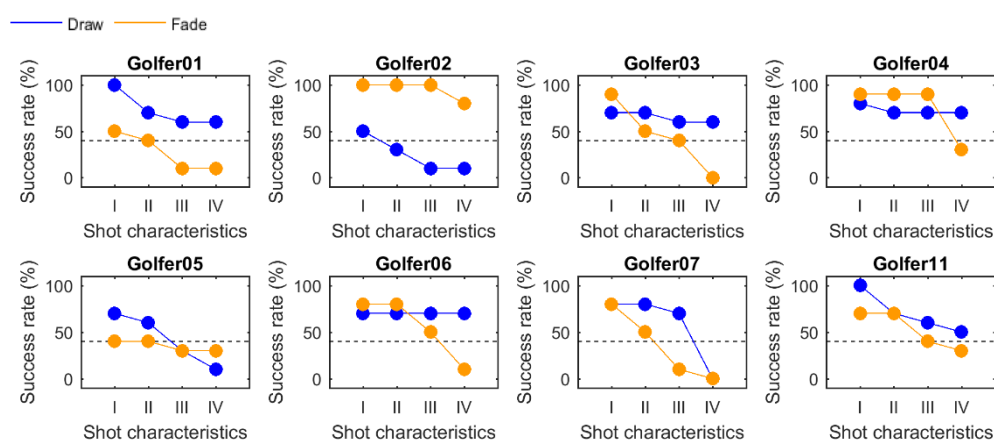 Draw Fade
Golfer01 Golfer02 Golfer03 Golfer04
Success rate (%) Success rate (%) Success rate (%) Success rate (%)
100 100 100 100
50 50 50 50
0 0 0 0
I II III IV I II III IV I II III IV I II III IV
Shot characteristics Shot characteristics Shot characteristics Shot characteristics
Golfer05 Golfer06 Golfer07 Golfer11
Success rate (%) Success rate (%) Success rate (%) Success rate (%)
100 100 100 100
50 50 50 50
0 0 0 0
I II III IV I II III IV I II III IV I II III IV
Shot characteristics Shot characteristics Shot characteristics Shot characteristics